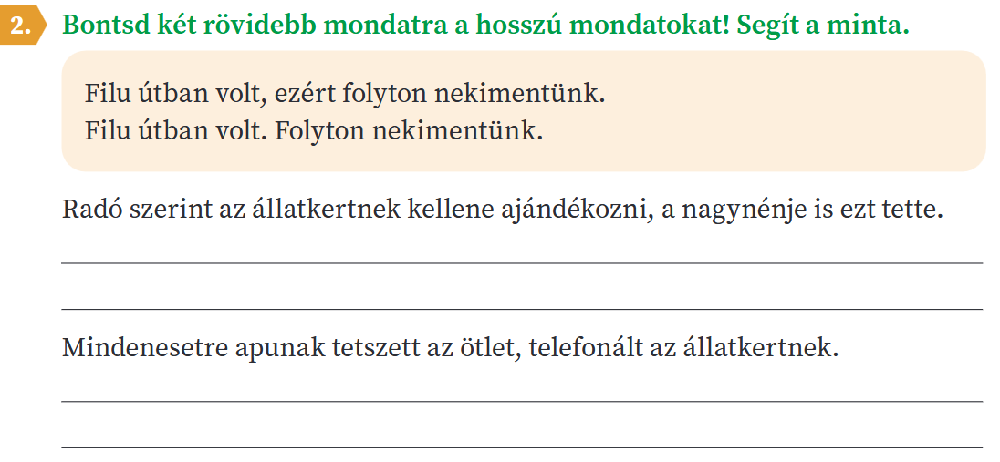 2. Bontsd két rövidebb mondatra a hosszú mondatokat! Segít a minta.
Filu útban volt, ezért folyton nekimentünk.
Filu útban volt. Folyton nekimentünk.
Radó szerint az állatkertnek kellene ajándékozni, a nagynénje is ezt tette.
Mindenesetre apunak tetszett az ötlet, telefonált az állatkertnek.